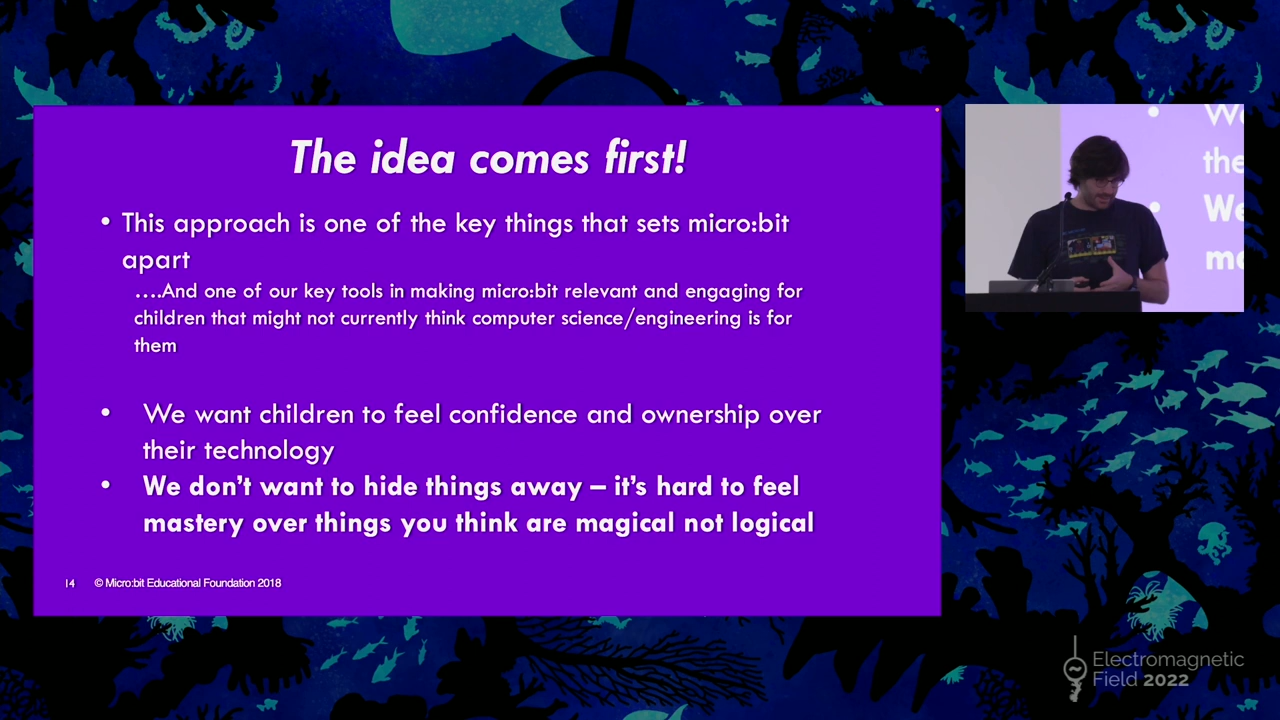 The idea comes first!
• This approach is one of the key things that sets micro:bit
apart
....And one of our key tools in making micro:bit relevant and engaging for
children that might not currently think computer science/engineering is for
them
• We want children to feel confidence and ownership over
their technology
• We don't want to hide things away – it's hard to feel
mastery over things you think are magical not logical
14 © Micro:bit Educational Foundation 2018
Electromagnetic
Field 2022